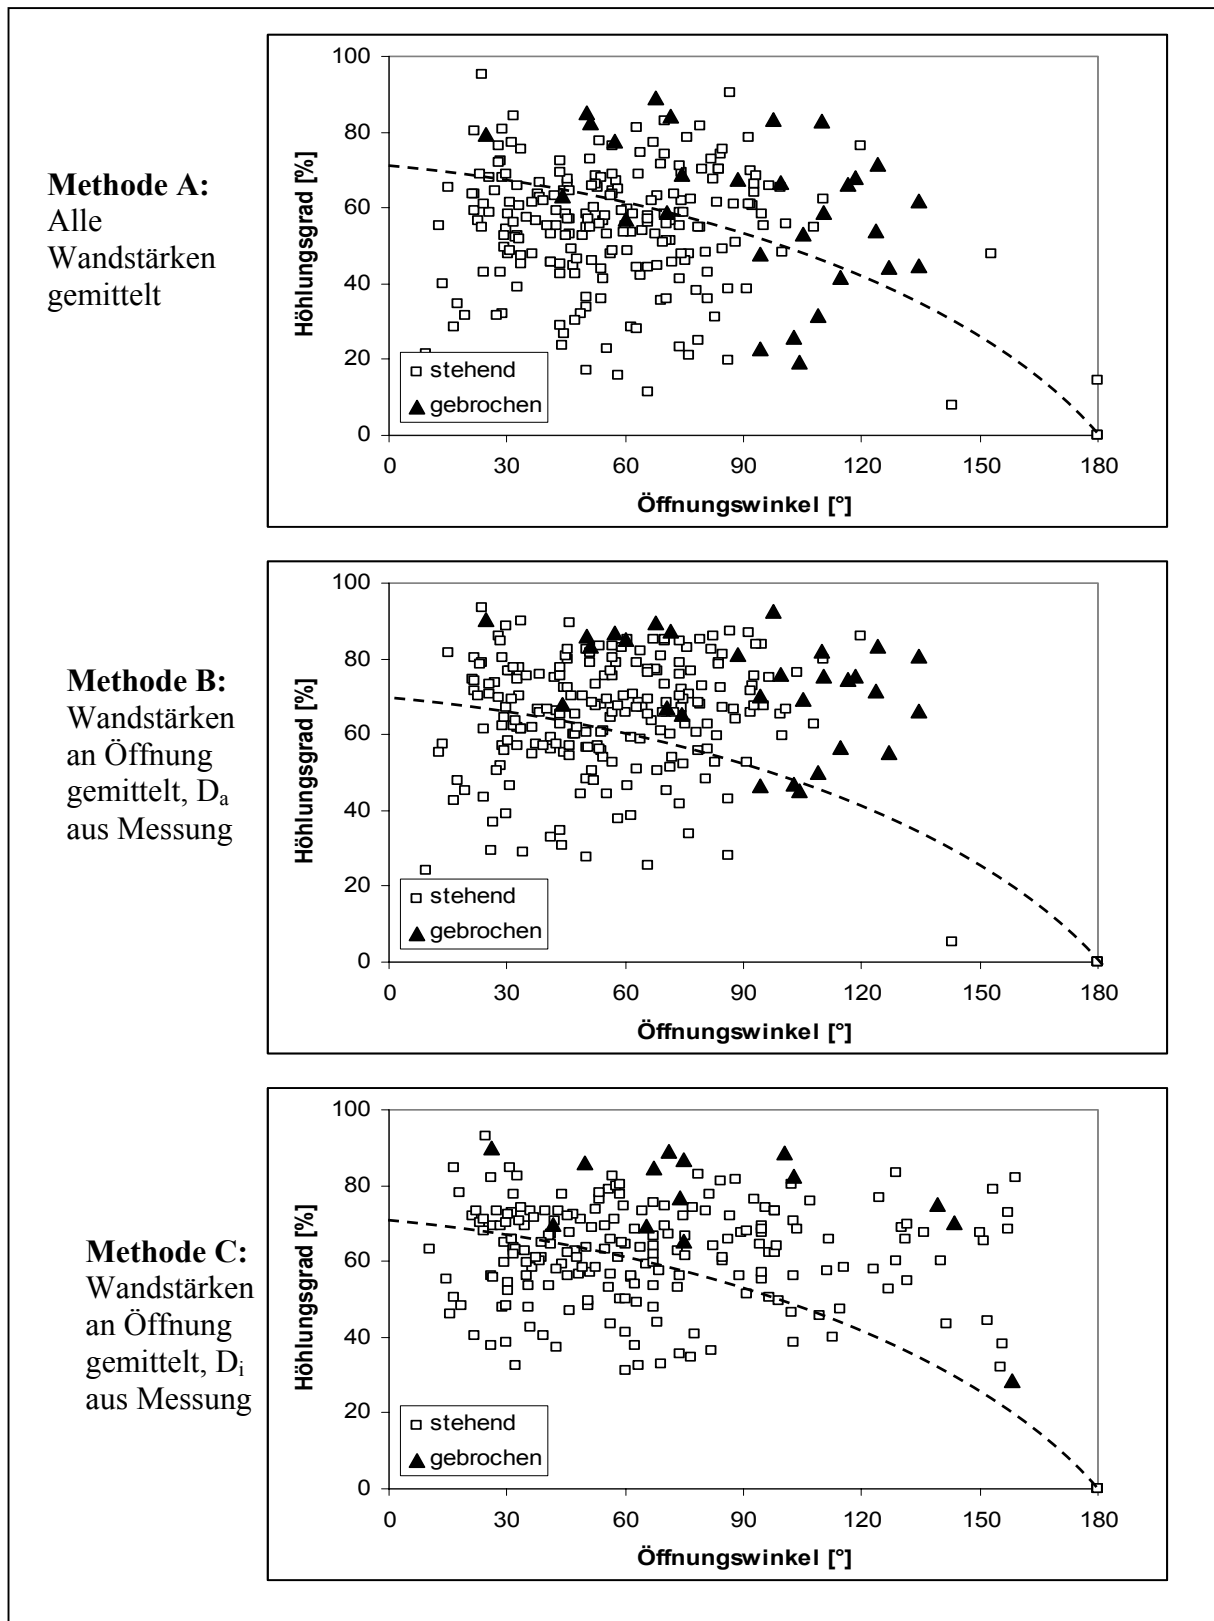 Methode A:
Alle
Wandstärken
gemittelt
Höhlungsgrad [%]
100
80
60
40
20
0
stehend
gebrochen
0 30 60 90 120 150 180
Öffnungswinkel [°]
Methode B:
Wandstärken
an Öffnung
gemittelt, Da
aus Messung
Höhlungsgrad [%]
100
80
60
40
20
0
stehend
gebrochen
0 30 60 90 120 150 180
Öffnungswinkel [°]
Methode C:
Wandstärken
an Öffnung
gemittelt, Di
aus Messung
Höhlungsgrad [%]
100
80
60
40
20
0
stehend
gebrochen
0 30 60 90 120 150 180
Öffnungswinkel [°]